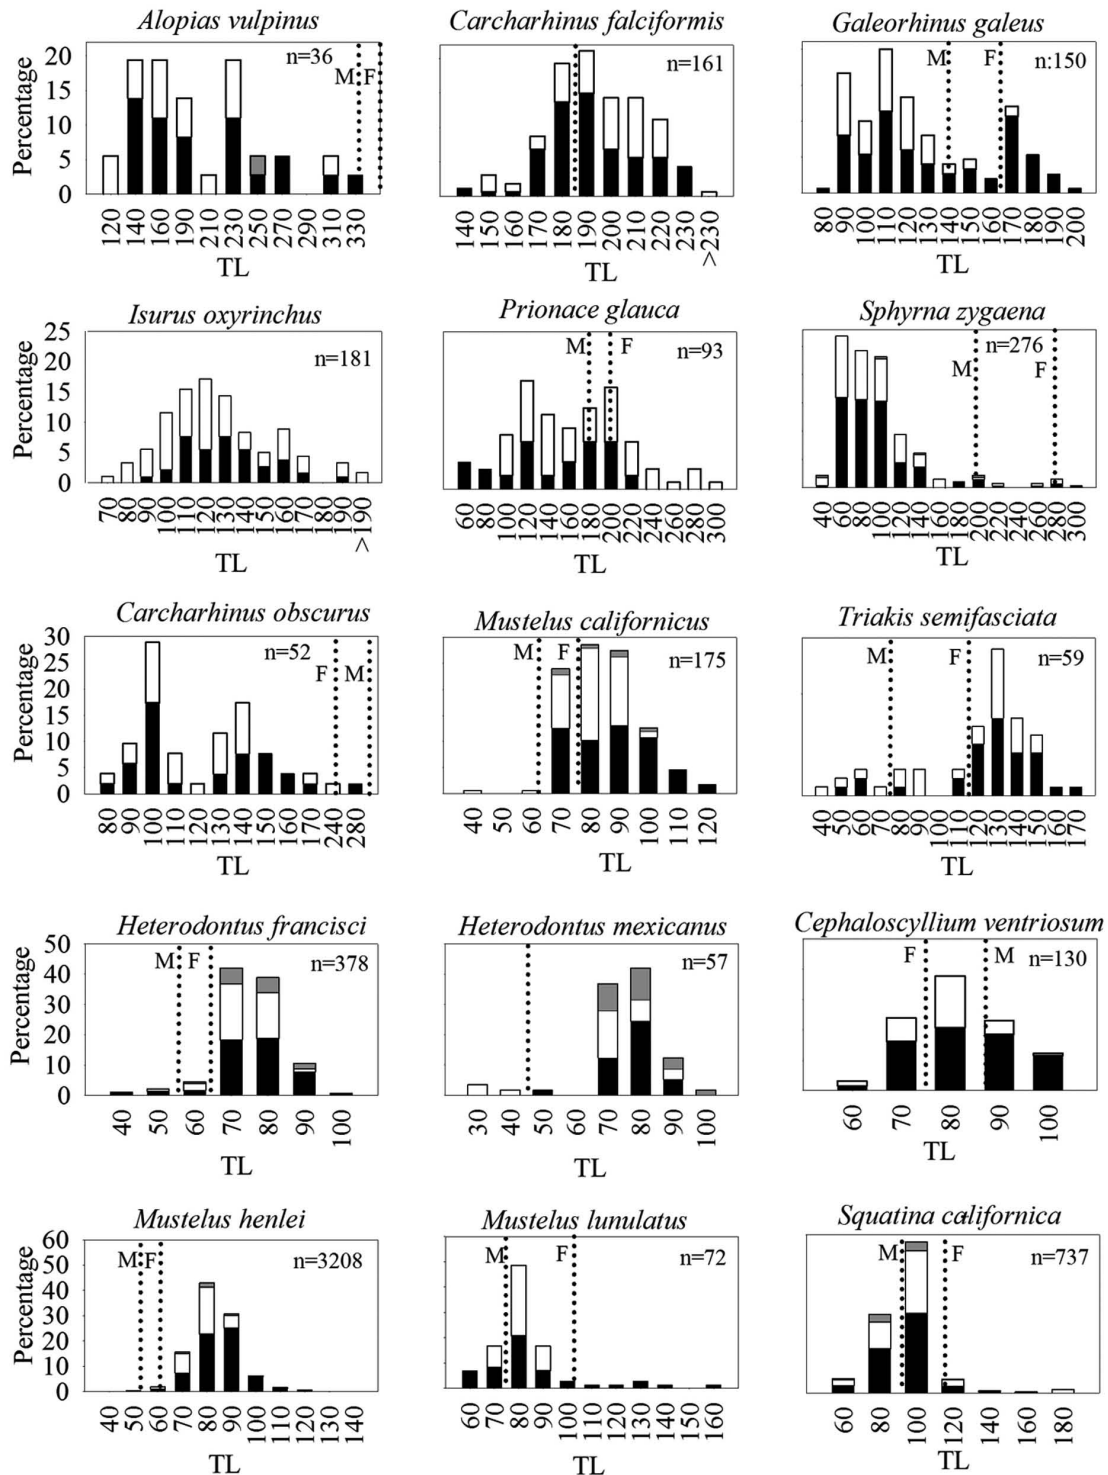 Alopias vulpinus
Carcharhinus falciformis
Galeorhinus galeus
Percentage
20
15
10
5
0
n=36
M F
n=161
M F
n:150
120 140 160 190 210 230 250 270 290 310 330
140 150 160 170 180 190 200 210 220 230 >230
80 90 100 110 120 130 140 150 160 170 180 190 200
TL TL TL
Isurus oxyrinchus
Prionace glauca
Sphyrna zygaena
Percentage
25
20
15
10
5
0
n=181
M F
n=93
n=276
M F
70 80 90 100 110 120 130 140 150 160 170 180 190 >190
60 80 100 120 140 160 180 200 220 240 260 280 300
40 60 80 100 120 140 160 180 200 220 240 260 280 300
TL TL TL
Carcharhinus obscurus
Mustelus californicus
Triakis semifasciata
Percentage
30
25
20
15
10
5
0
n=52
F M
M F
n=175
M F
n=59
80 90 100 110 120 130 140 150 160 170 240 280
40 50 60 70 80 90 100 110 120
40 50 60 70 80 90 100 110 120 130 140 150 160 170
TL TL TL
Heterodontus francisci
Heterodontus mexicanus
Cephaloscyllium ventriosum
Percentage
50
40
30
20
10
0
M F
n=378
n=57
F M
n=130
40 50 60 70 80 90 100
30 40 50 60 70 80 90 100
60 70 80 90 100
TL TL TL
Mustelus henlei
Mustelus lunulatus
Squatina californica
Percentage
60
50
40
30
20
10
0
M F
n=3208
M F
n=72
M F
n=737
40 50 60 70 80 90 100 110 120 130 140
60 70 80 90 100 110 120 130 140 150 160
60 80 100 120 140 160 180
TL TL TL